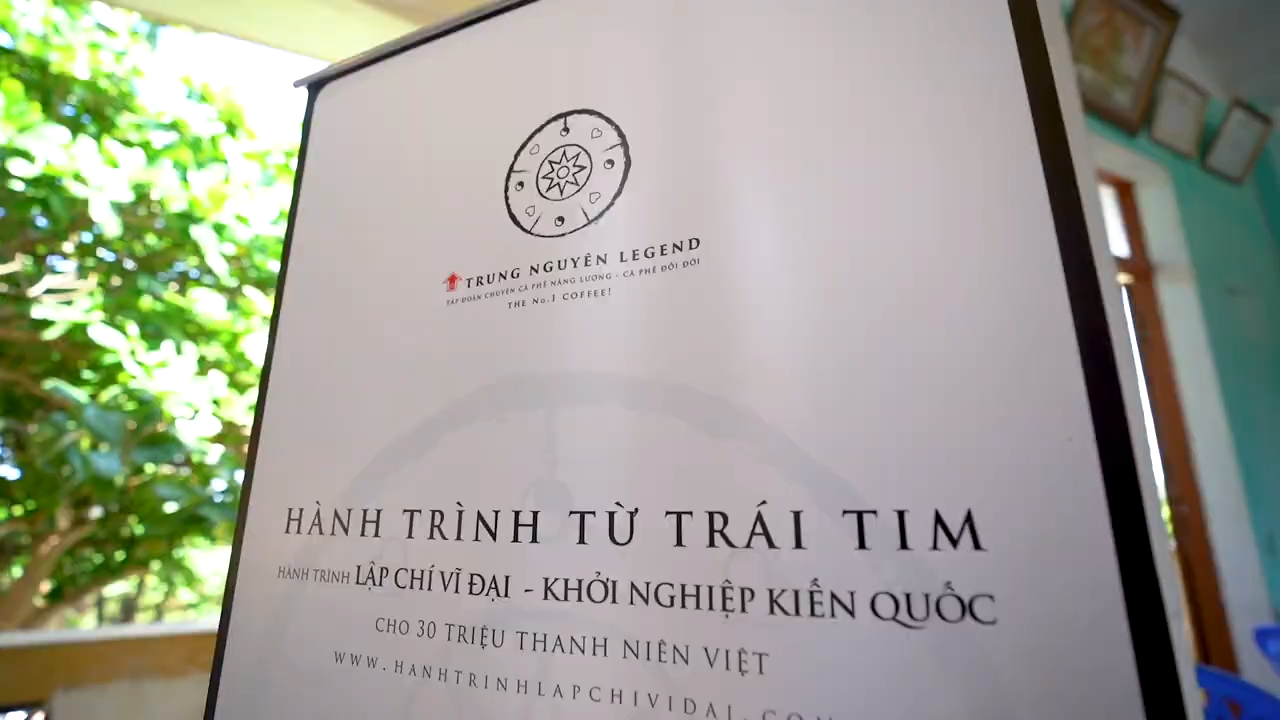 TRUNG NGUYÊN LEGEND
TẬP ĐOÀN CHUYÊN CÀ PHÊ NĂNG LƯỢNG - CÀ PHÊ ĐỔI ĐỜI
THE No.1 COFFEE!
HÀNH TRÌNH TỪ TRÁI TIM
HÀNH TRÌNH LẬP CHÍ VĨ ĐẠI - KHỞI NGHIỆP KIẾN QUỐC
CHO 30 TRIỆU THANH NIÊN VIỆT
WWW.HANHTRINHLAPCHIVIDAI.COM